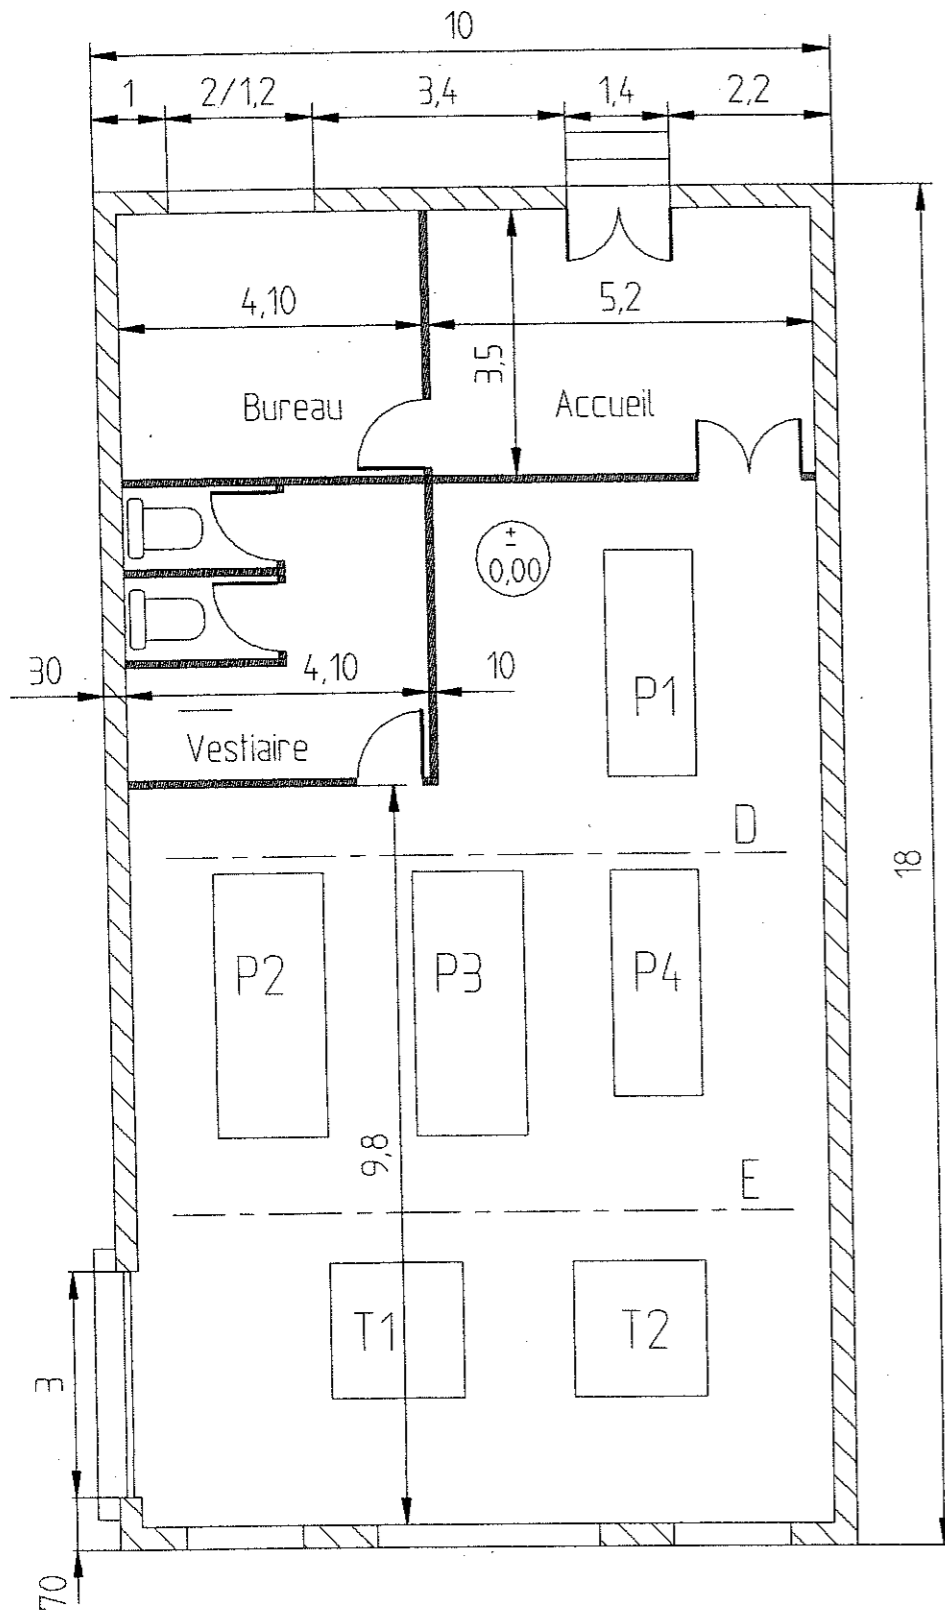 10
1
2/1,2
3,4
1,4
2,2
4,10
5,2
3,5
Bureau
Accueil
±
0,00
30
4,10
10
P1
Vestiaire
D
18
P2
P3
P4
9,8
E
T1
T2
3
70